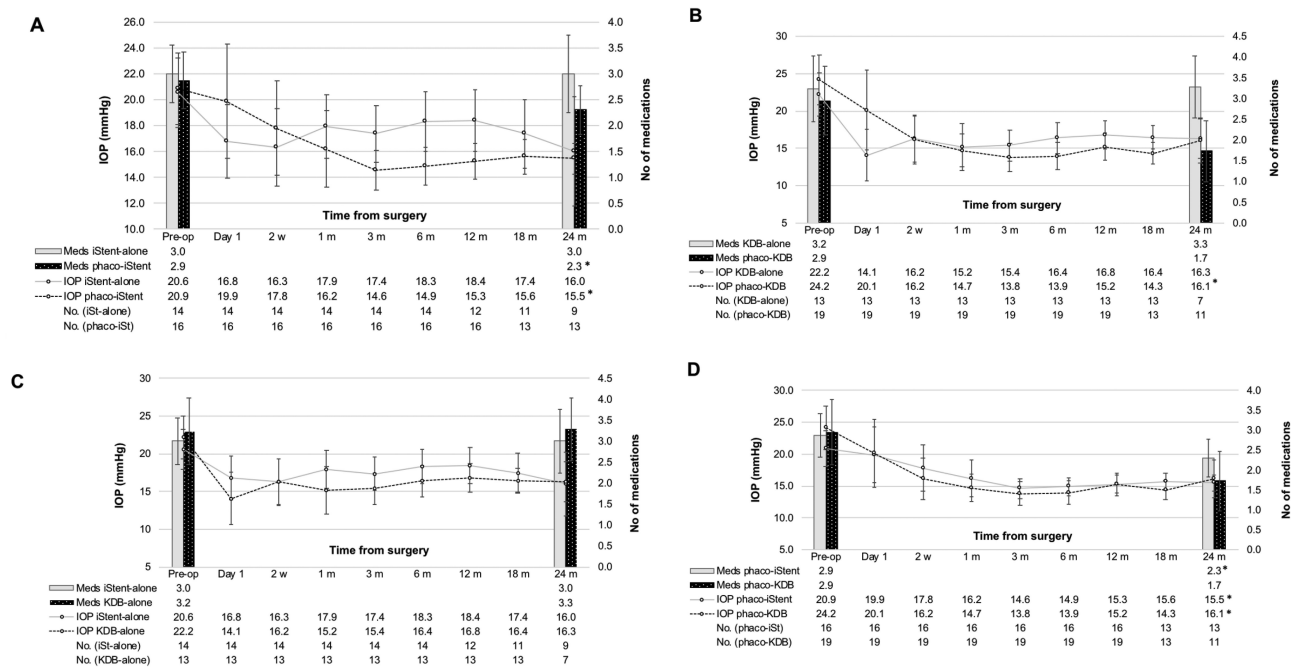 A
IOP (mmHg)
26.0
24.0
22.0
20.0
18.0
16.0
14.0
12.0
10.0
4.0
3.5
3.0
2.5
2.0
1.5
1.0
0.5
0.0
No of medications
Time from surgery
Pre-op Day 1 2 w 1 m 3 m 6 m 12 m 18 m 24 m
Meds iStent-alone 3.0 3.0
Meds phaco-iStent 2.9 2.3 *
IOP iStent-alone 20.6 16.8 16.3 17.9 17.4 18.3 18.4 17.4 16.0
IOP phaco-iStent 20.9 19.9 17.8 16.2 14.6 14.9 15.3 15.6 15.5 *
No. (iSt-alone) 14 14 14 14 14 14 12 11 9
No. (phaco-iSt) 16 16 16 16 16 16 16 13 13
B
IOP (mmHg)
30
25
20
15
10
5
4.5
4.0
3.5
3.0
2.5
2.0
1.5
1.0
0.5
0.0
No of medications
Time from surgery
Pre-op Day 1 2 w 1 m 3 m 6 m 12 m 18 m 24 m
Meds KDB-alone 3.2 3.3
Meds phaco-KDB 2.9 1.7
IOP KDB-alone 22.2 14.1 16.2 15.2 15.4 16.4 16.8 16.4 16.3
IOP phaco-KDB 24.2 20.1 16.2 14.7 13.8 13.9 15.2 14.3 16.1 *
No. (KDB-alone) 13 13 13 13 13 13 13 13 7
No. (phaco-KDB) 19 19 19 19 19 19 19 13 11
C
IOP (mmHg)
30
25
20
15
10
5
4.5
4.0
3.5
3.0
2.5
2.0
1.5
1.0
0.5
0.0
No of medications
Time from surgery
Pre-op Day 1 2 w 1 m 3 m 6 m 12 m 18 m 24 m
Meds iStent-alone 3.0 3.0
Meds KDB-alone 3.2 3.3
IOP iStent-alone 20.6 16.8 16.3 17.9 17.4 18.3 18.4 17.4 16.0
IOP KDB-alone 22.2 14.1 16.2 15.2 15.4 16.4 16.8 16.4 16.3
No. (iSt-alone) 14 14 14 14 14 14 12 11 9
No. (KDB-alone) 13 13 13 13 13 13 13 13 7
D
IOP (mmHg)
30.0
25.0
20.0
15.0
10.0
5.0
4.0
3.5
3.0
2.5
2.0
1.5
1.0
0.5
0.0
No of medications
Time from surgery
Pre-op Day 1 2 w 1 m 3 m 6 m 12 m 18 m 24 m
Meds phaco-iStent 2.9 2.3 *
Meds phaco-KDB 2.9 1.7
IOP phaco-iStent 20.9 19.9 17.8 16.2 14.6 14.9 15.3 15.6 15.5 *
IOP phaco-KDB 24.2 20.1 16.2 14.7 13.8 13.9 15.2 14.3 16.1 *
No. (phaco-iSt) 16 16 16 16 16 16 16 13 13
No. (phaco-KDB) 19 19 19 19 19 19 19 13 11